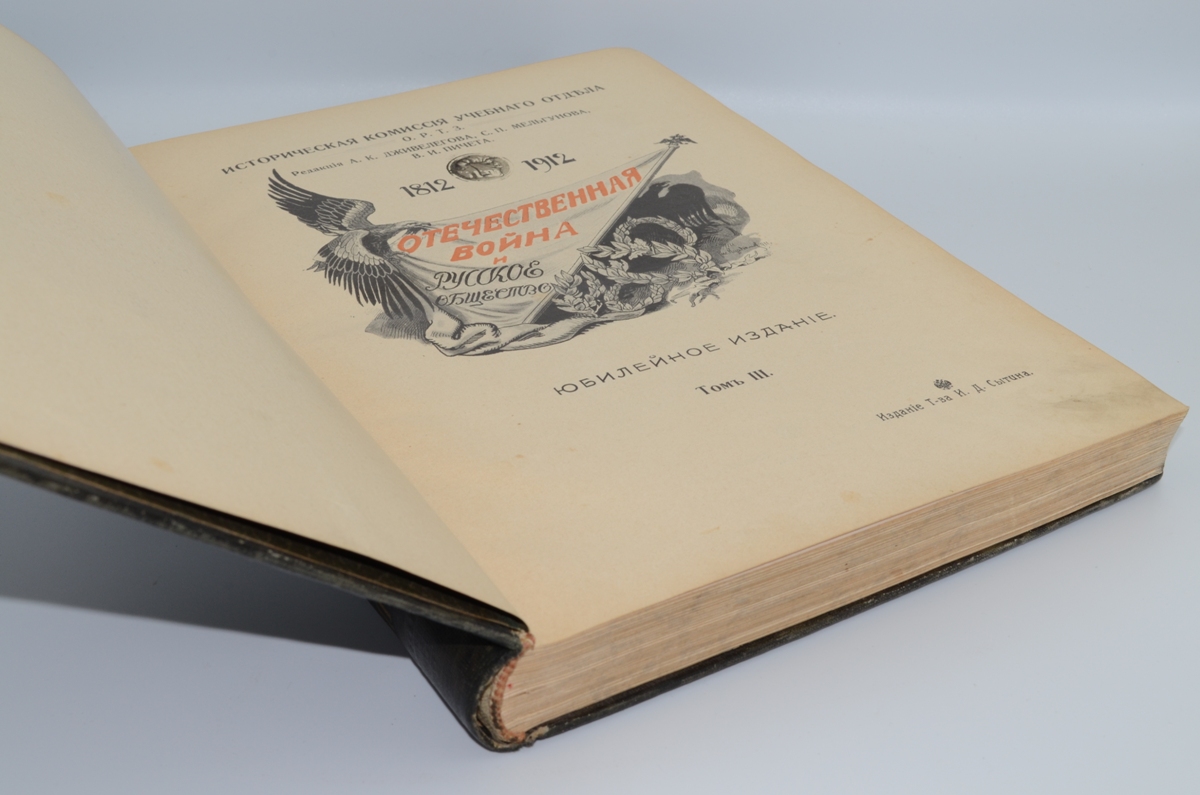 ИСТОРИЧЕСКАЯ КОМИССІЯ УЧЕБНАГО ОТДѢЛА
О. Р. Т. З.
Редакція А. К. ДЖИВЕЛЕГОВА, С. П. МЕЛЬГУНОВА,
В. И. ПИЧЕТА.
1812 1912
ОТЕЧЕСТВЕННАЯ
ВОЙНА
И
РУССКОЕ
ОБЩЕСТВО
ЮБИЛЕЙНОЕ ИЗДАНІЕ.
Томъ III.
Изданіе Т-ва И. Д. Сытина.